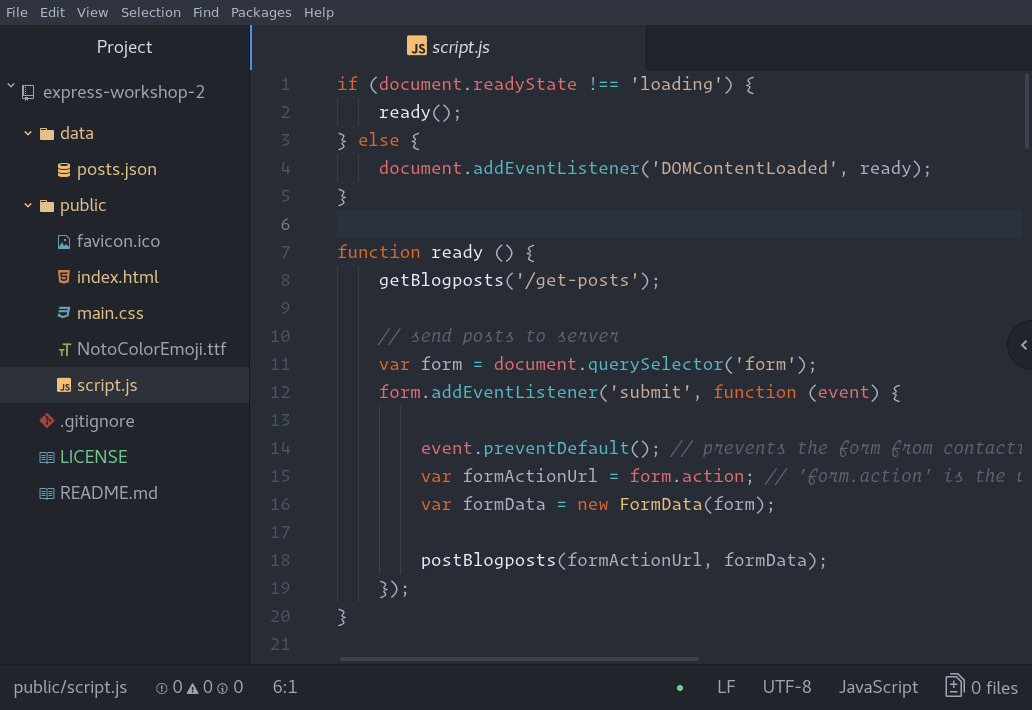 File Edit View Selection Find Packages Help
Project
express-workshop-2
data
posts.json
public
favicon.ico
index.html
main.css
NotoColorEmoji.ttf
script.js
.gitignore
LICENSE
README.md
JS script.js
1 if (document.readyState !== 'loading') {
2 ready();
3 } else {
4 document.addEventListener('DOMContentLoaded', ready);
5 }
6
7 function ready () {
8 getBlogposts('/get-posts');
9
10 // send posts to server
11 var form = document.querySelector('form');
12 form.addEventListener('submit', function (event) {
13
14 event.preventDefault(); // prevents the form from
15 var formActionUrl = form.action; // 'form.action' is the
16 var formData = new FormData(form);
17
18 postBlogposts(formActionUrl, formData);
19 });
20 }
21
public/script.js 0 0 0 6:1 LF UTF-8 JavaScript 0 files